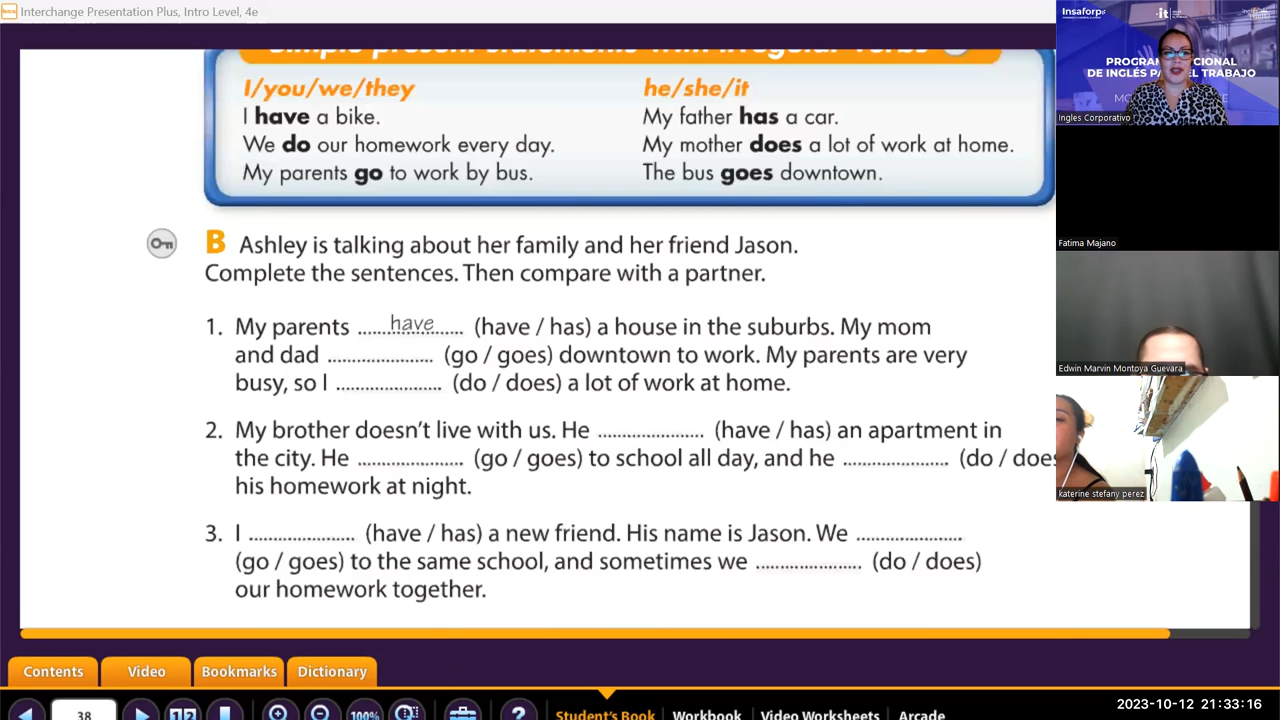 Interchange Presentation Plus, Intro Level, 4e
Simple present statements with irregular verbs
I/you/we/they
I have a bike.
We do our homework every day.
My parents go to work by bus.
he/she/it
My father has a car.
My mother does a lot of work at home.
The bus goes downtown.
B Ashley is talking about her family and her friend Jason.
Complete the sentences. Then compare with a partner.
1. My parents ....have.... (have / has) a house in the suburbs. My mom
and dad .................... (go / goes) downtown to work. My parents are very
busy, so I .................... (do / does) a lot of work at home.
2. My brother doesn't live with us. He .................... (have / has) an apartment in
the city. He .................... (go / goes) to school all day, and he .................... (do / does
his homework at night.
3. I .................... (have / has) a new friend. His name is Jason. We ....................
(go / goes) to the same school, and sometimes we .................... (do / does)
our homework together.
Contents
Video
Bookmarks
Dictionary
38
1 2
100%
?
Student's Book
Workbook
Video Worksheets
Arcade
Insaforp
it
Ingles Corporativo
Fatima Majano
Edwin Marvin Montoya Guevara
katerine stefany perez
2023-10-12 21:33:16